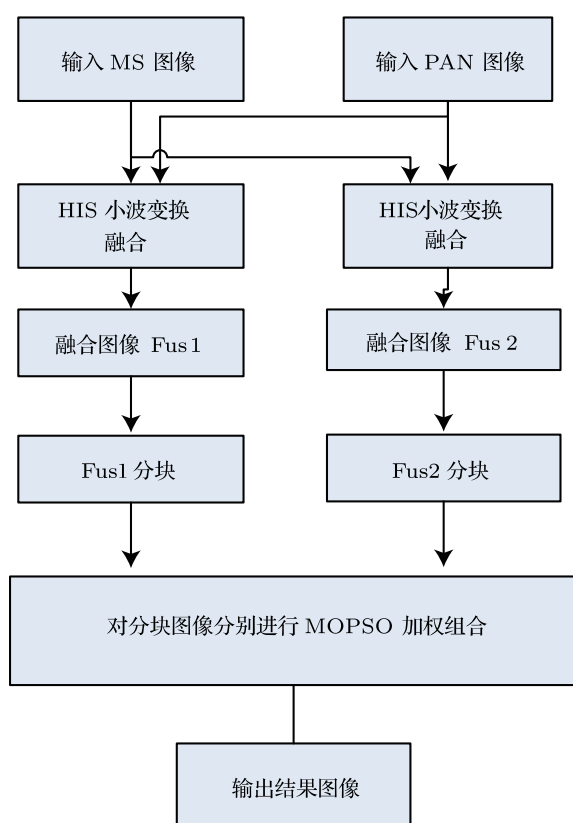 输入 MS 图像
输入 PAN 图像
HIS 小波变换
融合
HIS小波变换
融合
融合图像 Fus 1
融合图像 Fus 2
Fus1 分块
Fus2 分块
对分块图像分别进行 MOPSO 加权组合
输出结果图像